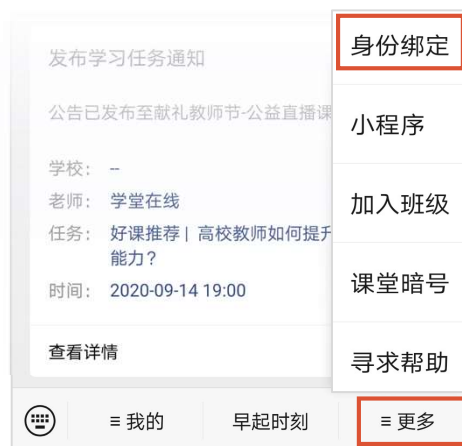 发布学习任务通知
公告已发布至献礼教师节-公益直播课
学校： --
老师： 学堂在线
任务： 好课推荐 | 高校教师如何提升
能力？
时间： 2020-09-14 19:00
查看详情
身份绑定
小程序
加入班级
课堂暗号
寻求帮助
≡ 我的
早起时刻
≡ 更多